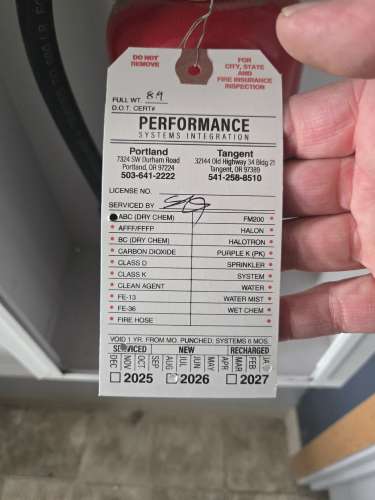 DO NOT
REMOVE
FOR
CITY, STATE
AND
FIRE INSURANCE
INSPECTION
FULL WT. 8.9
D.O.T. CERT#
PERFORMANCE
SYSTEMS INTEGRATION
Portland
7324 SW Durham Road
Portland, OR 97224
503-641-2222
Tangent
32144 Old Highway 34 Bldg 21
Tangent, OR 97389
541-258-8510
LICENSE NO.
SERVICED BY
ABC (DRY CHEM)
AFFF/FFFP
BC (DRY CHEM)
CARBON DIOXIDE
CLASS D
CLASS K
CLEAN AGENT
FE-13
FE-36
FIRE HOSE
FM200
HALON
HALOTRON
PURPLE K (PK)
SPRINKLER
SYSTEM
WATER
WATER MIST
WET CHEM
VOID 1 YR. FROM MO. PUNCHED; SYSTEMS 6 MOS.
SERVICED NEW RECHARGED
DEC NOV OCT SEP AUG JUL JUN MAY APR MAR FEB
2025 2026 2027